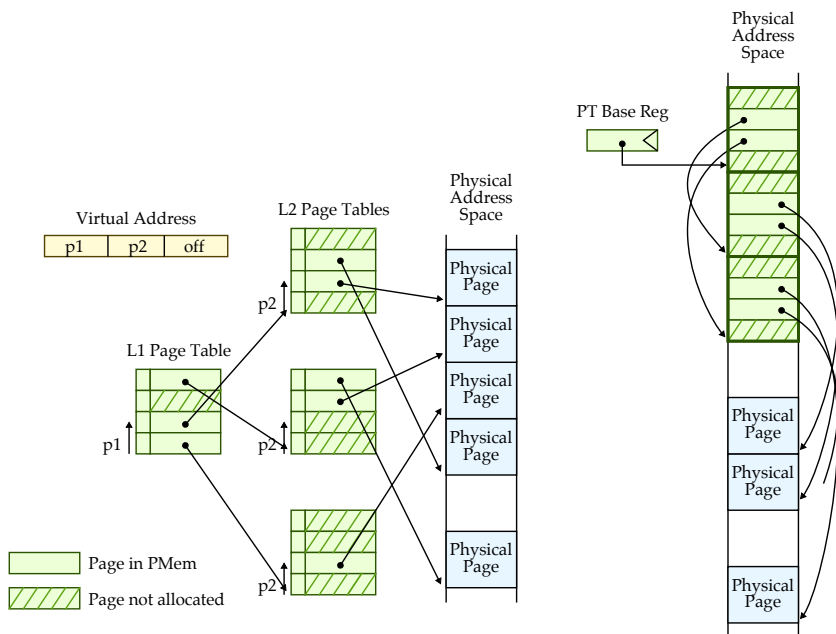 Physical
Address
Space
PT Base Reg
Physical
Address
Space
L2 Page Tables
Virtual Address
p1 p2 off
p2
L1 Page Table
p1
p2
p2
Physical
Page
Physical
Page
Physical
Page
Physical
Page
Physical
Page
Physical
Page
Physical
Page
Physical
Page
Page in PMem
Page not allocated